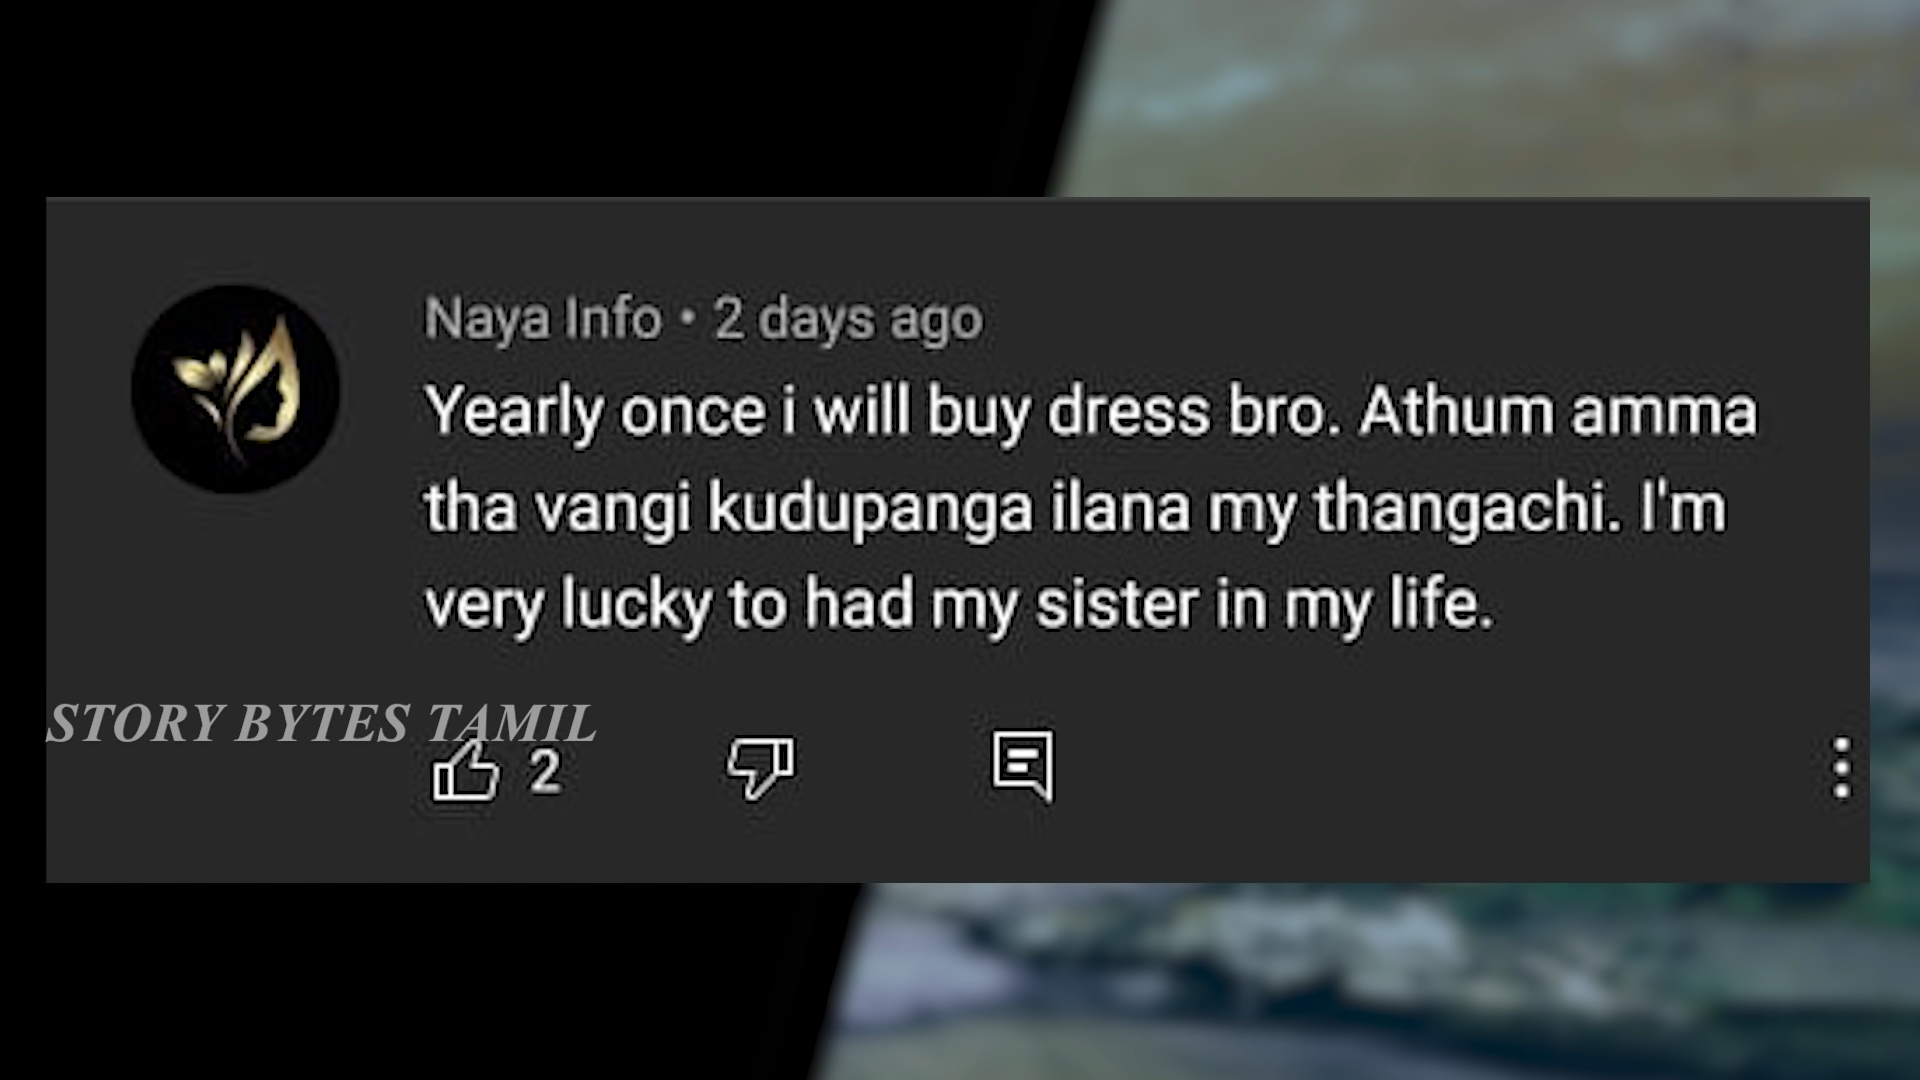 Naya Info • 2 days ago
Yearly once i will buy dress bro. Athum amma
tha vangi kudupanga ilana my thangachi. I'm
very lucky to had my sister in my life.
STORY BYTES TAMIL
2